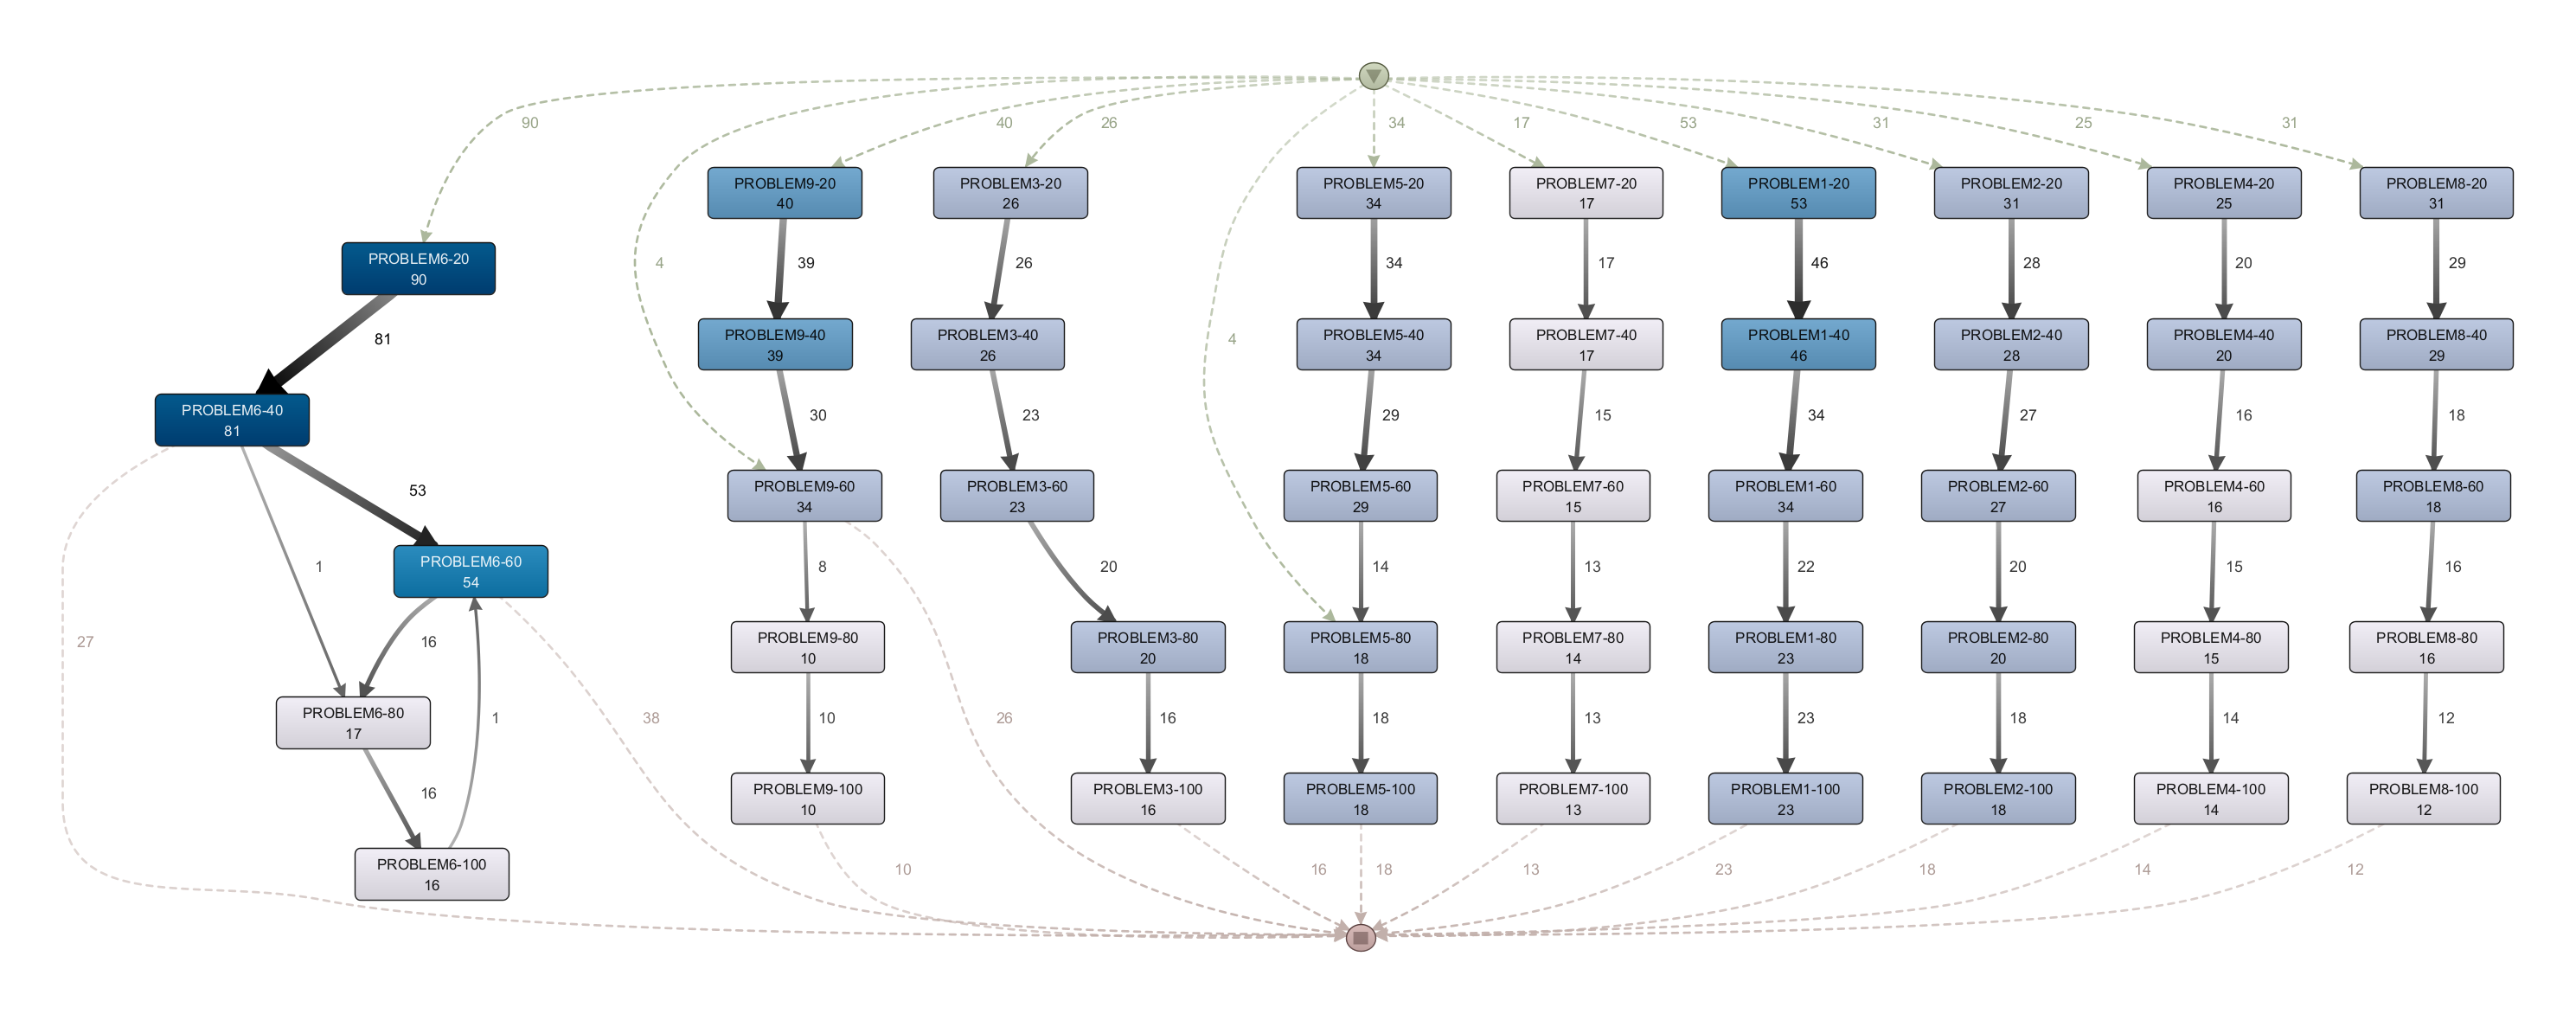 90
40
26
34
17
53
31
25
31
PROBLEM9-20
40
PROBLEM3-20
26
PROBLEM5-20
34
PROBLEM7-20
17
PROBLEM1-20
53
PROBLEM2-20
31
PROBLEM4-20
25
PROBLEM8-20
31
PROBLEM6-20
90
4
39
26
34
17
46
28
20
29
81
4
PROBLEM9-40
39
PROBLEM3-40
26
PROBLEM5-40
34
PROBLEM7-40
17
PROBLEM1-40
46
PROBLEM2-40
28
PROBLEM4-40
20
PROBLEM8-40
29
PROBLEM6-40
81
30
23
29
15
34
27
16
18
53
PROBLEM9-60
34
PROBLEM3-60
23
PROBLEM5-60
29
PROBLEM7-60
15
PROBLEM1-60
34
PROBLEM2-60
27
PROBLEM4-60
16
PROBLEM8-60
18
PROBLEM6-60
54
1
8
20
14
13
22
20
15
16
27
16
PROBLEM9-80
10
PROBLEM3-80
20
PROBLEM5-80
18
PROBLEM7-80
14
PROBLEM1-80
23
PROBLEM2-80
20
PROBLEM4-80
15
PROBLEM8-80
16
PROBLEM6-80
17
1
38
10
26
16
18
13
23
18
14
12
16
PROBLEM9-100
10
PROBLEM3-100
16
PROBLEM5-100
18
PROBLEM7-100
13
PROBLEM1-100
23
PROBLEM2-100
18
PROBLEM4-100
14
PROBLEM8-100
12
PROBLEM6-100
16
10
16
18
13
23
18
14
12